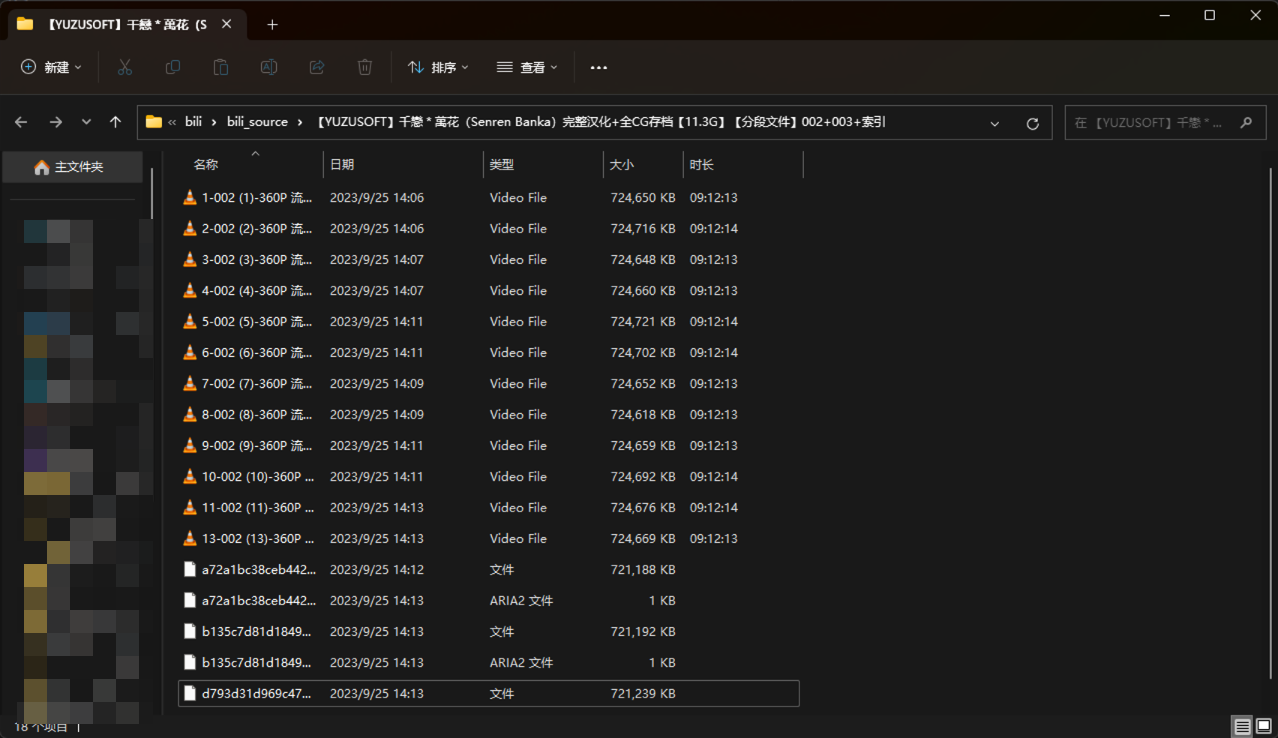 【YUZUSOFT】千戀＊萬花（S
新建
排序
查看
bili
bili_source
【YUZUSOFT】千戀＊萬花（Senren Banka）完整汉化+全CG存档【11.3G】【分段文件】002+003+索引
在 【YUZUSOFT】千戀＊...
主文件夹
名称 日期 类型 大小 时长
1-002 (1)-360P 流... 2023/9/25 14:06 Video File 724,650 KB 09:12:13
2-002 (2)-360P 流... 2023/9/25 14:06 Video File 724,716 KB 09:12:14
3-002 (3)-360P 流... 2023/9/25 14:07 Video File 724,648 KB 09:12:13
4-002 (4)-360P 流... 2023/9/25 14:07 Video File 724,660 KB 09:12:13
5-002 (5)-360P 流... 2023/9/25 14:11 Video File 724,721 KB 09:12:14
6-002 (6)-360P 流... 2023/9/25 14:11 Video File 724,702 KB 09:12:14
7-002 (7)-360P 流... 2023/9/25 14:09 Video File 724,652 KB 09:12:13
8-002 (8)-360P 流... 2023/9/25 14:09 Video File 724,618 KB 09:12:13
9-002 (9)-360P 流... 2023/9/25 14:11 Video File 724,659 KB 09:12:13
10-002 (10)-360P ... 2023/9/25 14:11 Video File 724,692 KB 09:12:14
11-002 (11)-360P ... 2023/9/25 14:13 Video File 724,676 KB 09:12:14
13-002 (13)-360P ... 2023/9/25 14:13 Video File 724,669 KB 09:12:13
a72a1bc38ceb442... 2023/9/25 14:12 文件 721,188 KB
a72a1bc38ceb442... 2023/9/25 14:13 ARIA2 文件 1 KB
b135c7d81d1849... 2023/9/25 14:13 文件 721,192 KB
b135c7d81d1849... 2023/9/25 14:13 ARIA2 文件 1 KB
d793d31d969c47... 2023/9/25 14:13 文件 721,239 KB
18 个项目